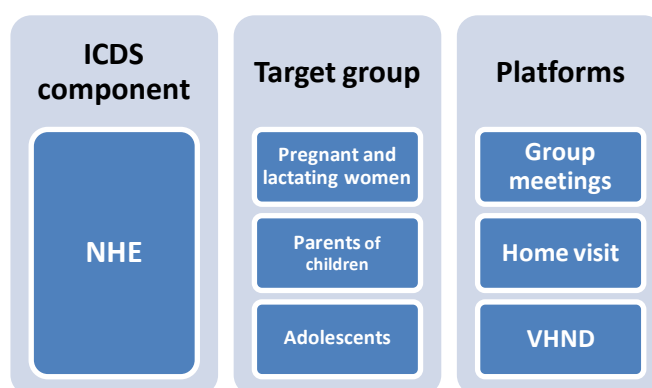 ICDS
component
NHE
Target group
Pregnant and
lactating women
Parents of
children
Adolescents
Platforms
Group
meetings
Home visit
VHND